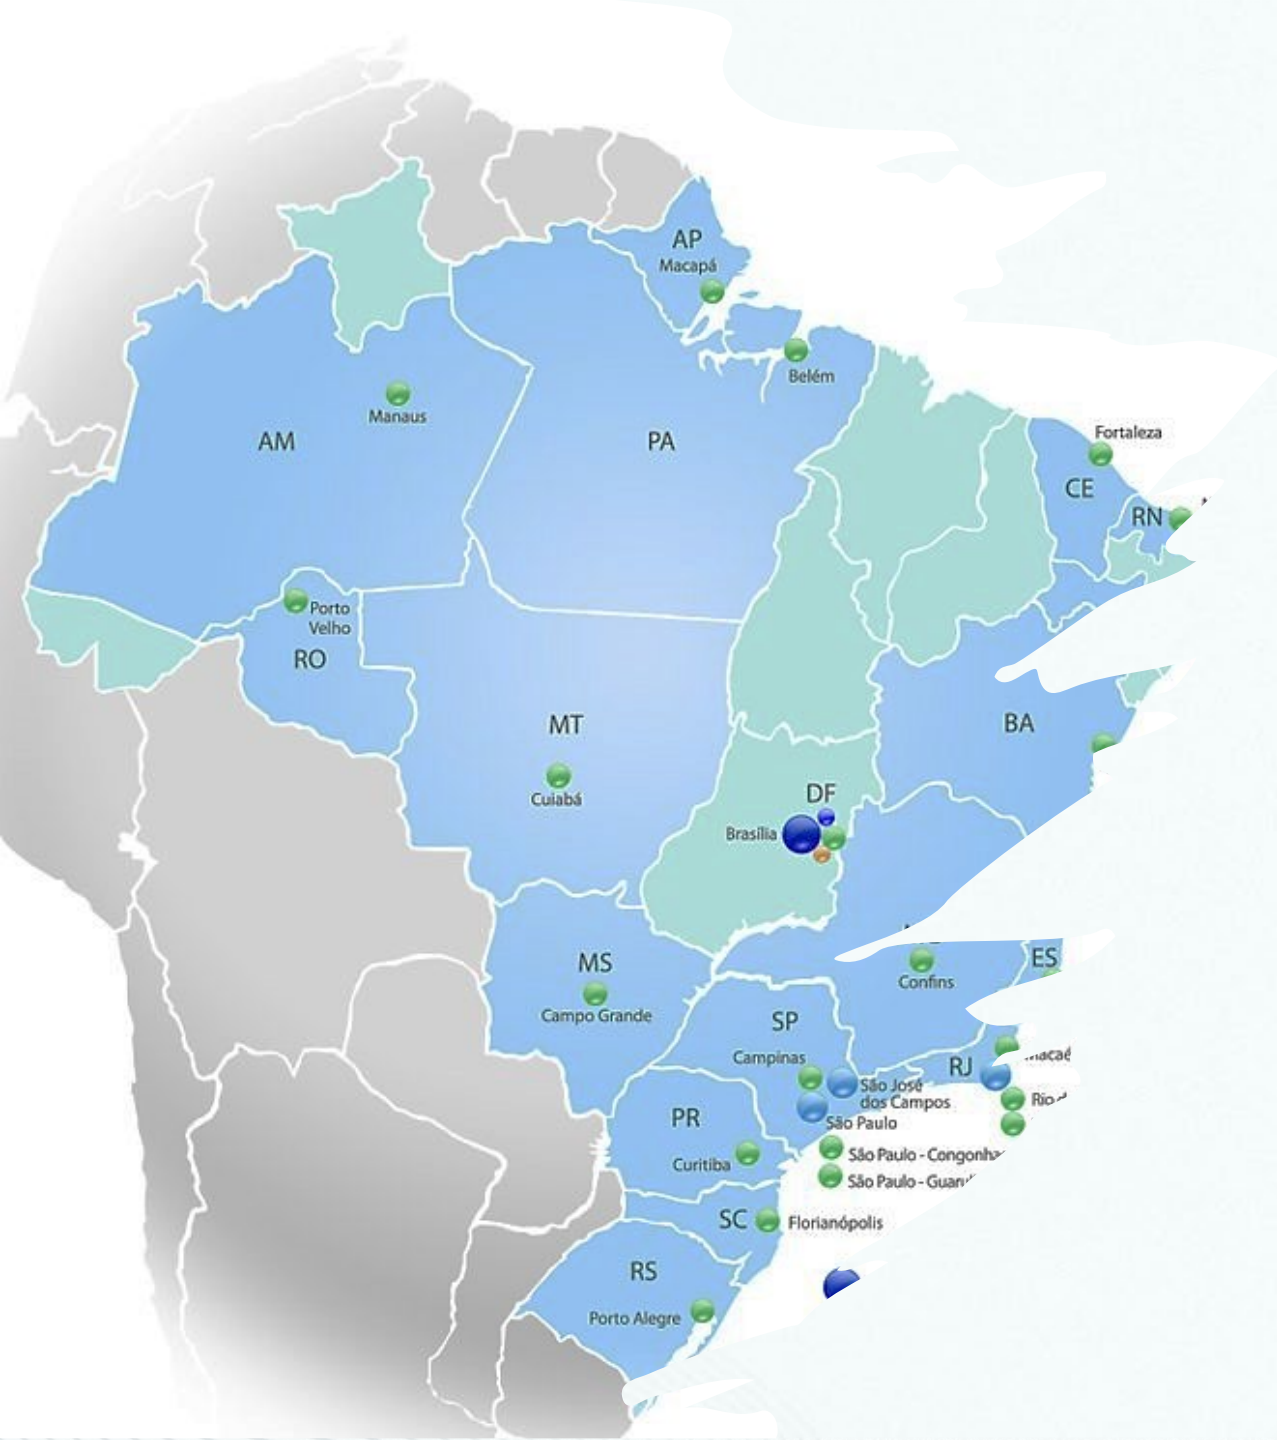 AP
Macapá
Belém
Manaus
AM
PA
Fortaleza
CE
RN
Porto
Velho
RO
MT
Cuiabá
BA
DF
Brasília
MS
Campo Grande
Confins
ES
SP
Campinas
São José
dos Campos
São Paulo
RJ
PR
Curitiba
São Paulo -
São Paulo -
SC
Florianópolis
RS
Porto Alegre